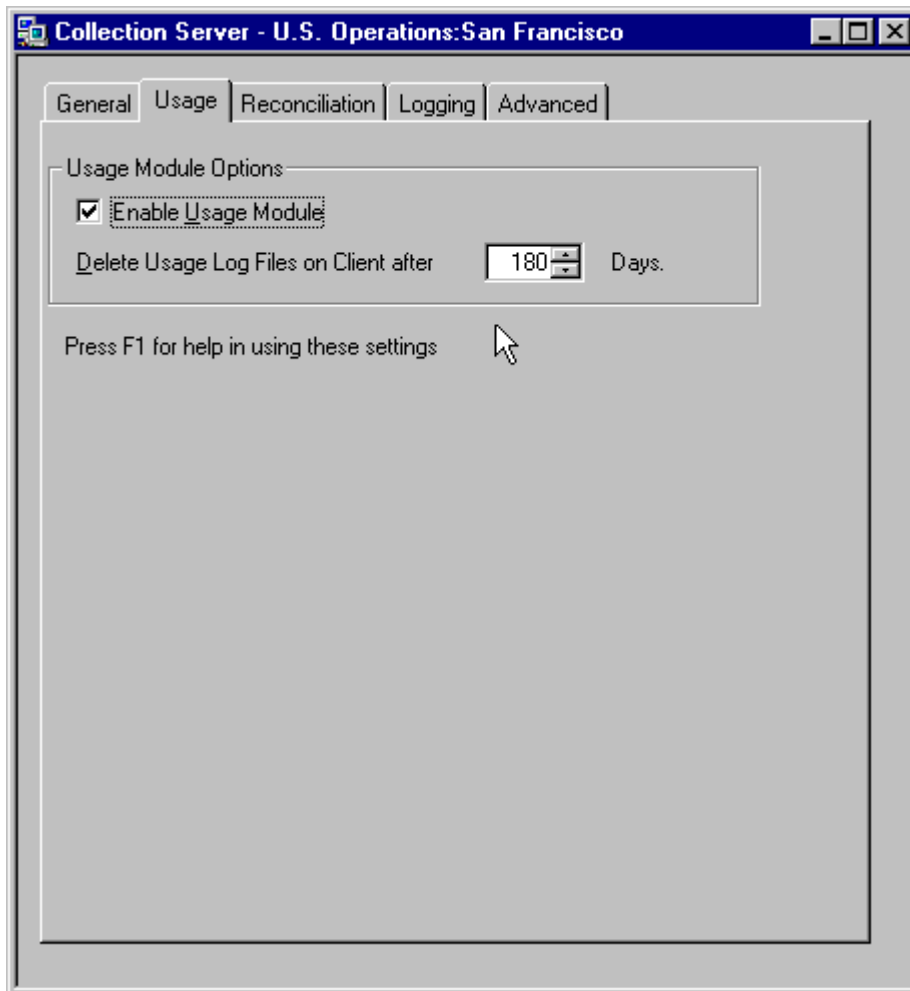 Collection Server - U.S. Operations:San Francisco
General Usage Reconciliation Logging Advanced
Usage Module Options
Enable Usage Module
Delete Usage Log Files on Client after 180 Days.
Press F1 for help in using these settings